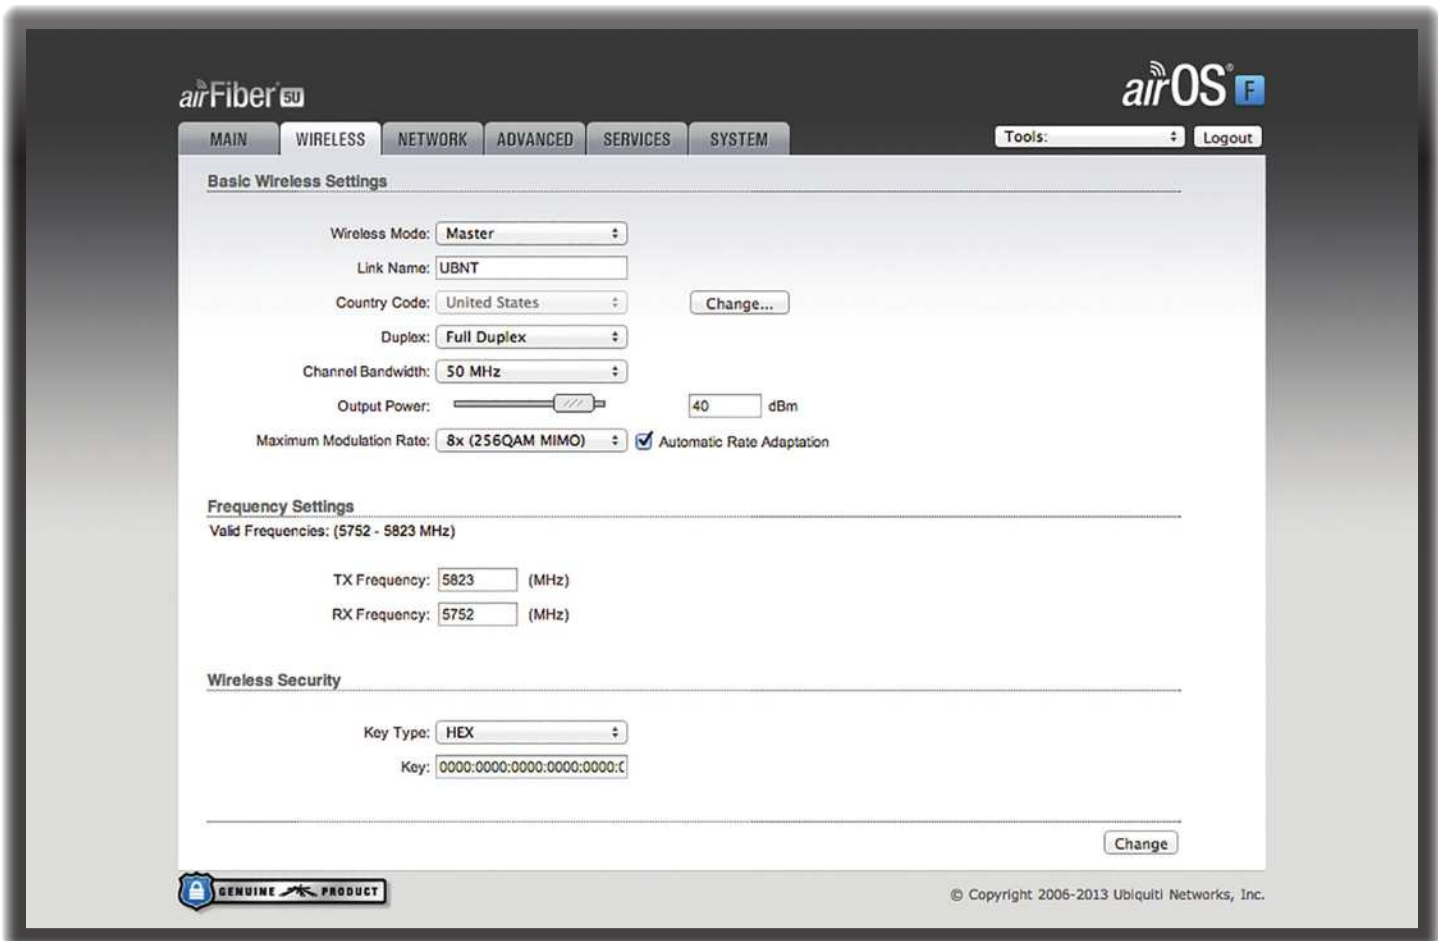 airFiber 5U
airOS® F
MAIN WIRELESS NETWORK ADVANCED SERVICES SYSTEM Tools: Logout
Basic Wireless Settings
Wireless Mode: Master
Link Name: UBNT
Country Code: United States Change...
Duplex: Full Duplex
Channel Bandwidth: 50 MHz
Output Power: 40 dBm
Maximum Modulation Rate: 8x (256QAM MIMO) Automatic Rate Adaptation
Frequency Settings
Valid Frequencies: (5752 - 5823 MHz)
TX Frequency: 5823 (MHz)
RX Frequency: 5752 (MHz)
Wireless Security
Key Type: HEX
Key: 0000:0000:0000:0000:0000:
Change
GENUINE PRODUCT
© Copyright 2006-2013 Ubiquiti Networks, Inc.